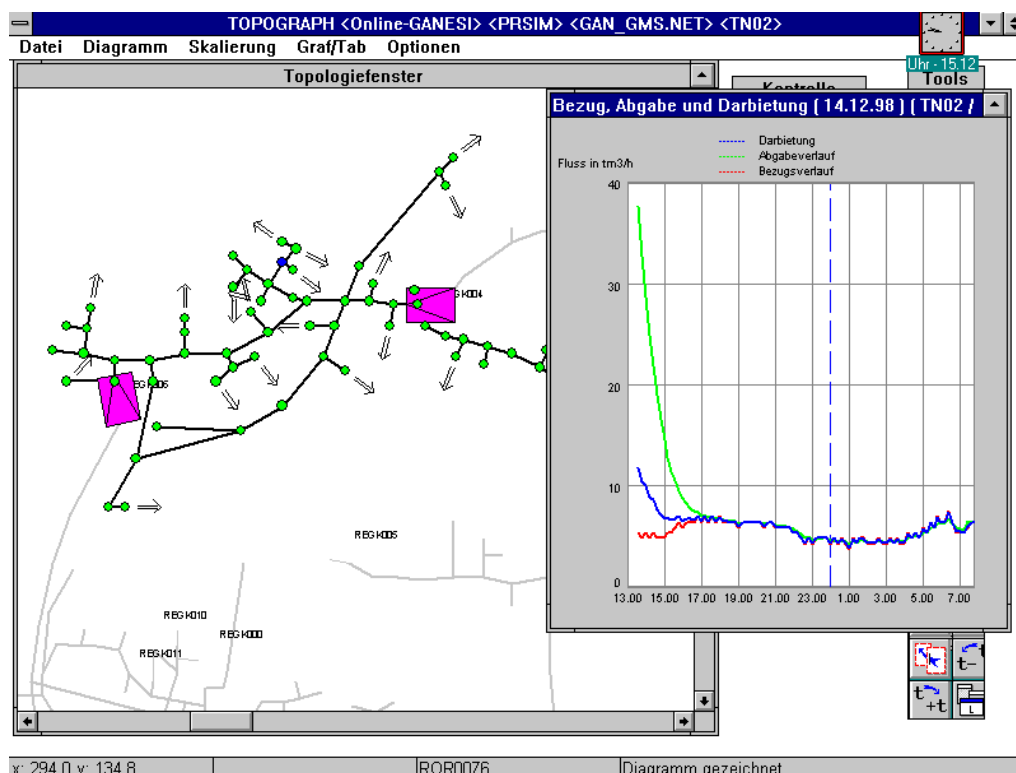 TOPOGRAPH <Online-GANESI> <PRSIM> <GAN_GMS.NET> <TN02>
Datei Diagramm Skalierung Graf/Tab Optionen
Uhr - 15.12
Topologiefenster
Kontrolle
Tools
Bezug, Abgabe und Darbietung ( 14.12.98 ) ( TN02 /
Darbietung
Abgabeverlauf
Bezugsverlauf
Fluss in tm3/h
40
30
20
10
0
13.00 15.00 17.00 19.00 21.00 23.00 1.00 3.00 5.00 7.00
REGK005
REGK010
REGK000
REGK011
t-
t
+t
L
x: 294.0 y: 134.8 ROR0076 Diagramm gezeichnet